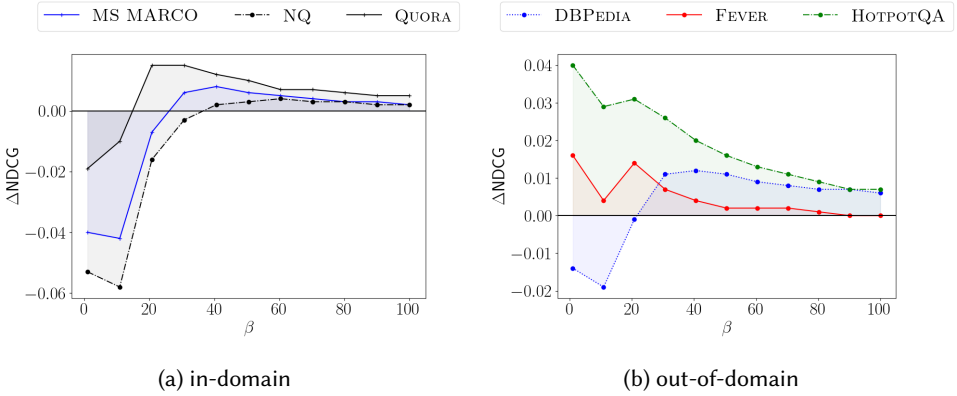 MS MARCO NQ QUORA
0.00
−0.02
−0.04
−0.06
ΔNDCG
0 20 40 60 80 100
β
(a) in-domain
DBPEDIA FEVER HOTPOTQA
0.04
0.03
0.02
0.01
0.00
−0.01
−0.02
ΔNDCG
0 20 40 60 80 100
β
(b) out-of-domain